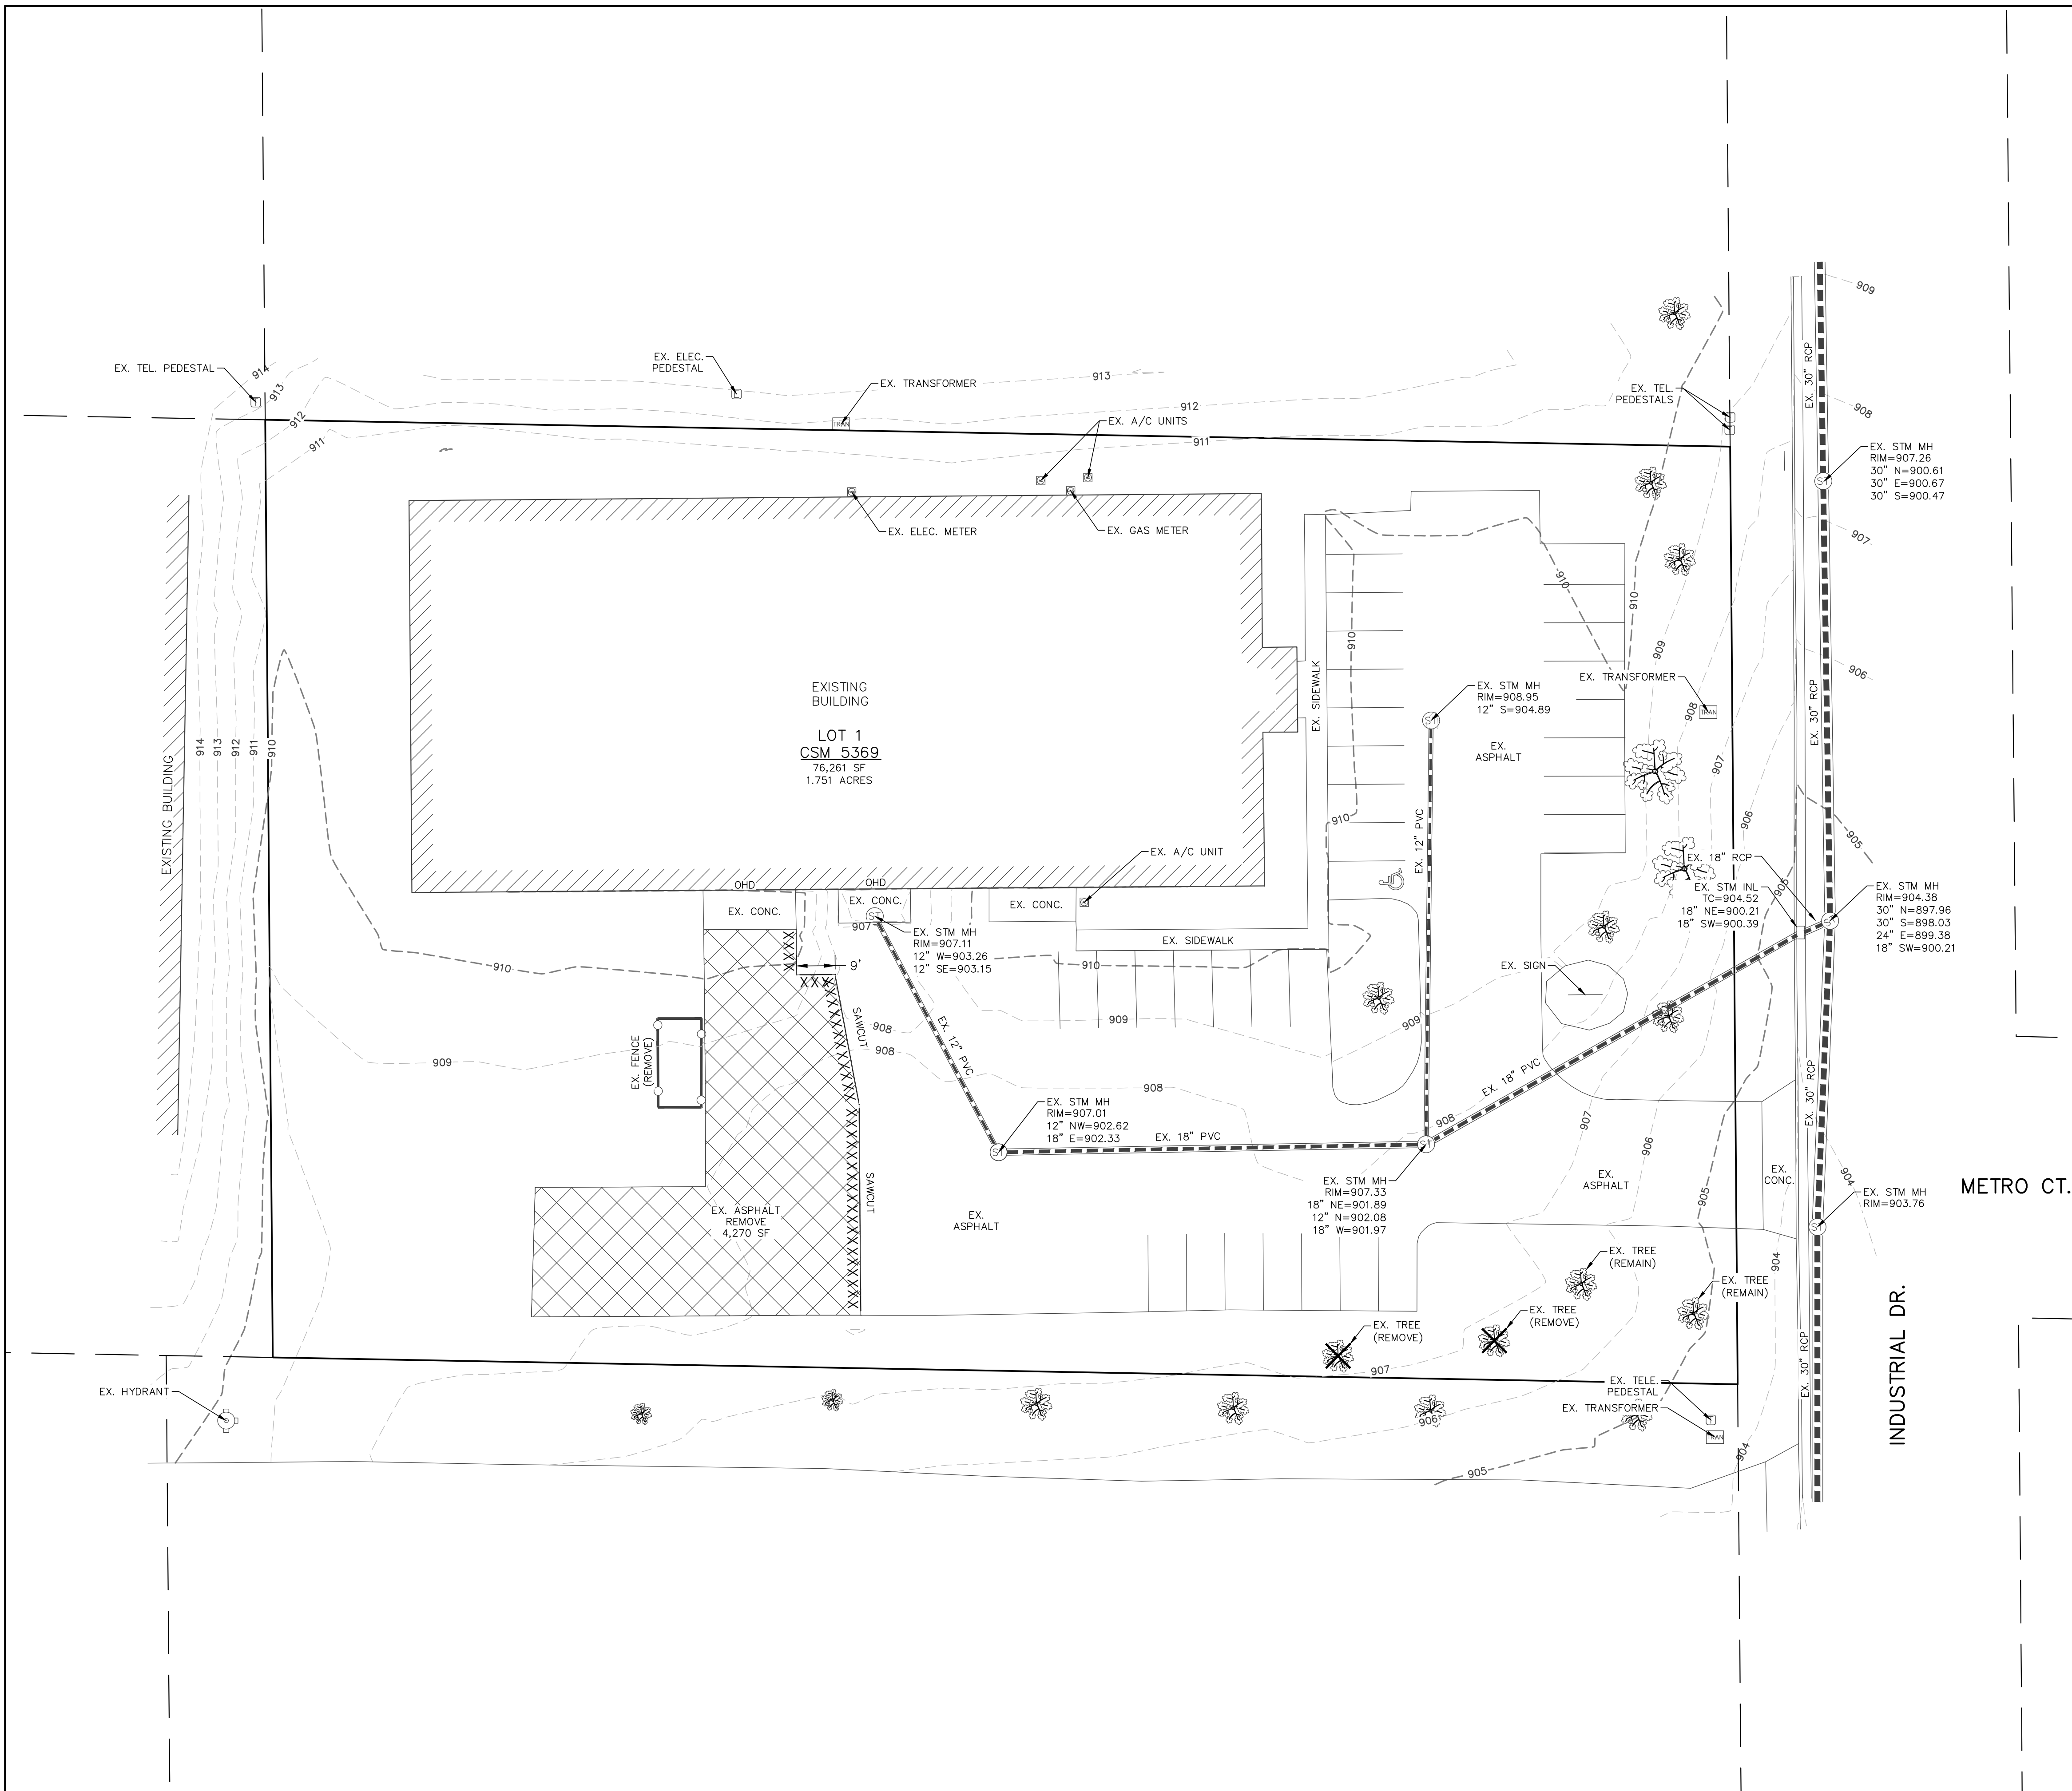 909
EX. 30" RCP
EX. TEL. PEDESTAL
914
913
912
911
EX. ELEC.
PEDESTAL
EX. TRANSFORMER
TRAN
913
912
911
EX. A/C UNITS
EX. ELEC. METER
EX. GAS METER
EX. TEL.
PEDESTALS
908
EX. STM MH
RIM=907.26
30" N=900.61
30" E=900.67
30" S=900.47
ST
907
906
910
910
910
909
EX. SIDEWALK
EX. TRANSFORMER
TRAN
908
907
906
EX. 30" RCP
EXISTING
BUILDING
LOT 1
CSM 5369
76,261 SF
1.751 ACRES
EXISTING BUILDING
914
913
912
911
910
EX. STM MH
RIM=908.95
12" S=904.89
ST
EX.
ASPHALT
EX. 12" PVC
910
905
905
EX. 18" RCP
EX. STM INL
TC=904.52
18" NE=900.21
18" SW=900.39
EX. STM MH
RIM=904.38
30" N=897.96
30" S=898.03
24" E=899.38
18" SW=900.21
ST
EX. A/C UNIT
OHD
OHD
EX. CONC.
EX. CONC.
EX. CONC.
ST
907
EX. STM MH
RIM=907.11
12" W=903.26
12" SE=903.15
EX. SIDEWALK
9'
910
910
EX. SIGN
909
909
909
SAWCUT
908
908
908
EX. 12" PVC
EX. FENCE
(REMOVE)
EX. 18" PVC
908
907
906
905
EX. 30" RCP
EX. STM MH
RIM=907.01
12" NW=902.62
18" E=902.33
ST
EX. 18" PVC
ST
EX. STM MH
RIM=907.33
18" NE=901.89
12" N=902.08
18" W=901.97
EX.
ASPHALT
EX.
CONC.
904
EX. STM MH
RIM=903.76
ST
METRO CT.
SAWCUT
EX. ASPHALT
REMOVE
4,270 SF
EX.
ASPHALT
904
EX. TREE
(REMAIN)
EX. TREE
(REMAIN)
EX. TREE
(REMOVE)
EX. TREE
(REMOVE)
INDUSTRIAL DR.
EX. 30" RCP
907
EX. HYDRANT
EX. TELE.
PEDESTAL
T
EX. TRANSFORMER
TRAN
906
904
905